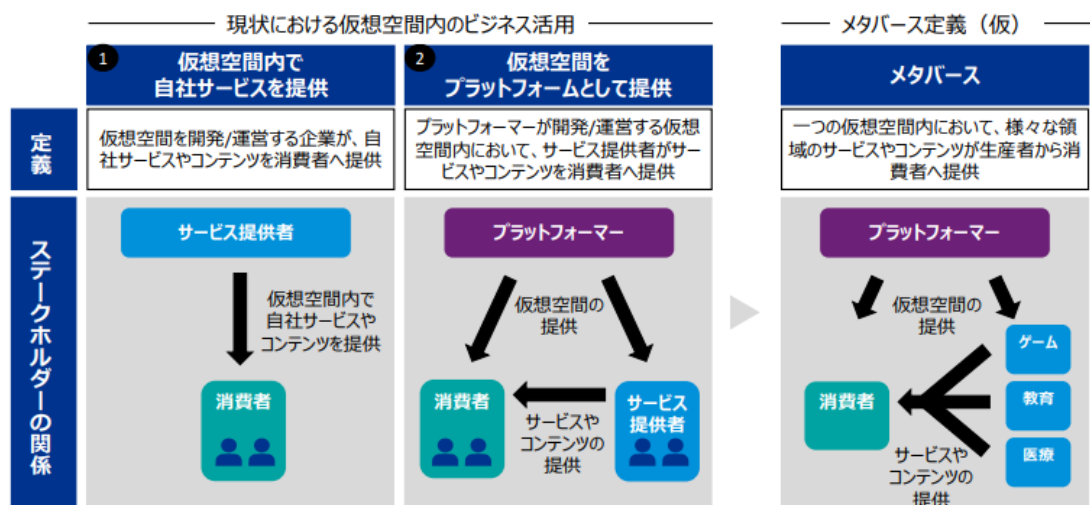 現状における仮想空間内のビジネス活用
メタバース定義（仮）
1
仮想空間内で
自社サービスを提供
2
仮想空間を
プラットフォームとして提供
メタバース
定義
仮想空間を開発/運営する企業が、自
社サービスやコンテンツを消費者へ提供
プラットフォーマーが開発/運営する仮想
空間内において、サービス提供者がサー
ビスやコンテンツを消費者へ提供
一つの仮想空間内において、様々な領
域のサービスやコンテンツが生産者から消
費者へ提供
ステークホルダーの関係
サービス提供者
仮想空間内で
自社サービスや
コンテンツを提供
消費者
プラットフォーマー
仮想空間の
提供
消費者
サービス
提供者
サービスや
コンテンツの
提供
プラットフォーマー
仮想空間の
提供
ゲーム
消費者
教育
医療
サービスや
コンテンツの
提供